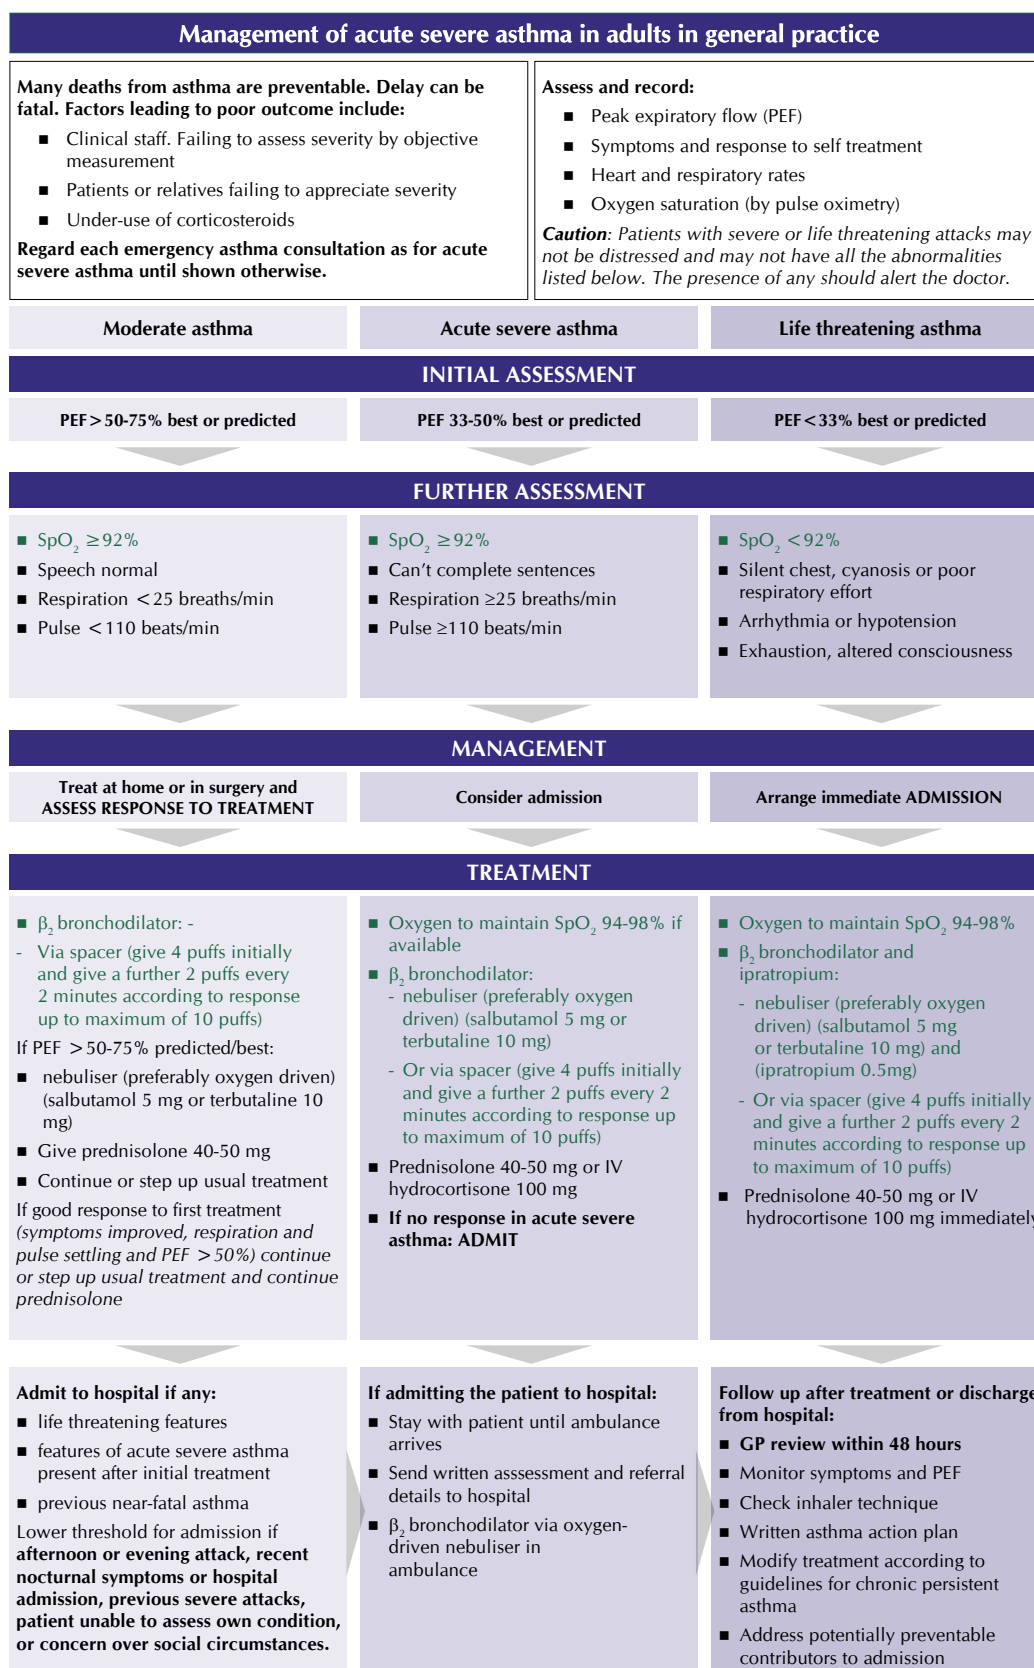 Management of acute severe asthma in adults in general practice
Many deaths from asthma are preventable. Delay can be
fatal. Factors leading to poor outcome include:
■ Clinical staff. Failing to assess severity by objective
measurement
■ Patients or relatives failing to appreciate severity
■ Under-use of corticosteroids
Regard each emergency asthma consultation as for acute
severe asthma until shown otherwise.
Assess and record:
■ Peak expiratory flow (PEF)
■ Symptoms and response to self treatment
■ Heart and respiratory rates
■ Oxygen saturation (by pulse oximetry)
Caution: Patients with severe or life threatening attacks may
not be distressed and may not have all the abnormalities
listed below. The presence of any should alert the doctor.
Moderate asthma
Acute severe asthma
Life threatening asthma
INITIAL ASSESSMENT
PEF>50-75% best or predicted
PEF 33-50% best or predicted
PEF<33% best or predicted
FURTHER ASSESSMENT
■ SpO₂ ≥92%
■ Speech normal
■ Respiration <25 breaths/min
■ Pulse <110 beats/min
■ SpO₂ ≥92%
■ Can't complete sentences
■ Respiration ≥25 breaths/min
■ Pulse ≥110 beats/min
■ SpO₂ <92%
■ Silent chest, cyanosis or poor
respiratory effort
■ Arrhythmia or hypotension
■ Exhaustion, altered consciousness
MANAGEMENT
Treat at home or in surgery and
ASSESS RESPONSE TO TREATMENT
Consider admission
Arrange immediate ADMISSION
TREATMENT
■ β₂ bronchodilator: -
- Via spacer (give 4 puffs initially
and give a further 2 puffs every
2 minutes according to response
up to maximum of 10 puffs)
If PEF >50-75% predicted/best:
■ nebuliser (preferably oxygen driven)
(salbutamol 5 mg or terbutaline 10
mg)
■ Give prednisolone 40-50 mg
■ Continue or step up usual treatment
If good response to first treatment
(symptoms improved, respiration and
pulse settling and PEF >50%) continue
or step up usual treatment and continue
prednisolone
■ Oxygen to maintain SpO₂ 94-98% if
available
■ β₂ bronchodilator:
- nebuliser (preferably oxygen
driven) (salbutamol 5 mg or
terbutaline 10 mg)
- Or via spacer (give 4 puffs initially
and give a further 2 puffs every 2
minutes according to response up
to maximum of 10 puffs)
■ Prednisolone 40-50 mg or IV
hydrocortisone 100 mg
■ If no response in acute severe
asthma: ADMIT
■ Oxygen to maintain SpO₂ 94-98%
■ β₂ bronchodilator and
ipratropium:
- nebuliser (preferably oxygen
driven) (salbutamol 5 mg
or terbutaline 10 mg) and
(ipratropium 0.5mg)
- Or via spacer (give 4 puffs initially
and give a further 2 puffs every 2
minutes according to response up
to maximum of 10 puffs)
■ Prednisolone 40-50 mg or IV
hydrocortisone 100 mg immediately
Admit to hospital if any:
■ life threatening features
■ features of acute severe asthma
present after initial treatment
■ previous near-fatal asthma
Lower threshold for admission if
afternoon or evening attack, recent
nocturnal symptoms or hospital
admission, previous severe attacks,
patient unable to assess own condition,
or concern over social circumstances.
If admitting the patient to hospital:
■ Stay with patient until ambulance
arrives
■ Send written asssessment and referral
details to hospital
■ β₂ bronchodilator via oxygen-
driven nebuliser in
ambulance
Follow up after treatment or discharge
from hospital:
■ GP review within 48 hours
■ Monitor symptoms and PEF
■ Check inhaler technique
■ Written asthma action plan
■ Modify treatment according to
guidelines for chronic persistent
asthma
■ Address potentially preventable
contributors to admission